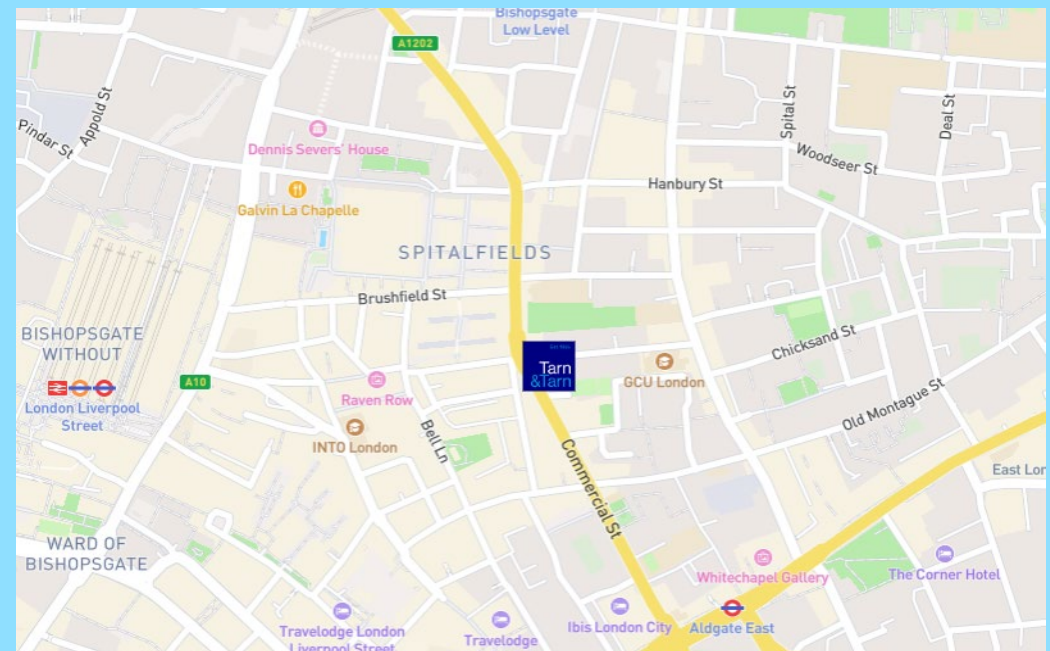 Bishopsgate
Low Level
A1202
Appold St
Pindar St
Dennis Severs' House
Spital St
Deal St
Woodseer St
Hanbury St
Galvin La Chapelle
SPITALFIELDS
Brushfield St
BISHOPSGATE
WITHOUT
London Liverpool
Street
A10
Tarn
&Tarn
Raven Row
GCU London
Chicksand St
Old Montague St
INTO London
Bell Ln
Commercial St
East Lon
WARD OF
BISHOPSGATE
Whitechapel Gallery
The Corner Hotel
Travelodge London
Liverpool Street
Travelodge
Ibis London City
Aldgate East